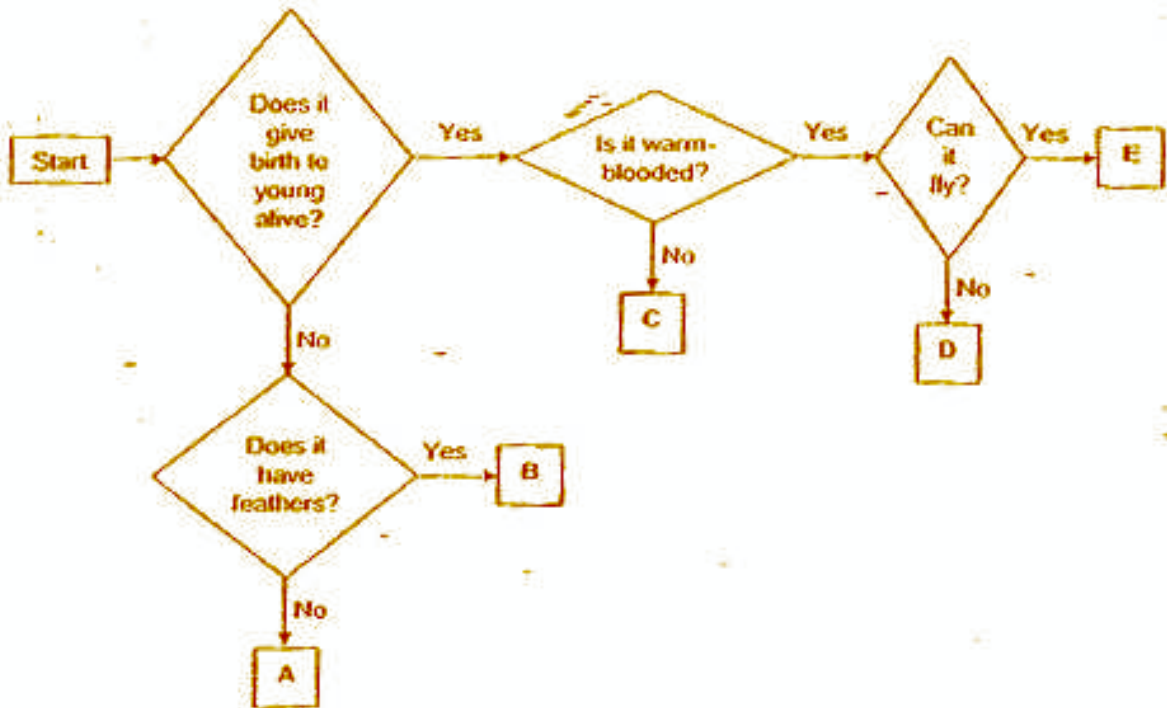 Start
Does it
give
birth to
young
alive?
Yes
Is it warm-
blooded?
Yes
Can
it
fly?
Yes
E
No
C
No
D
No
Does it
have
feathers?
Yes
B
No
A